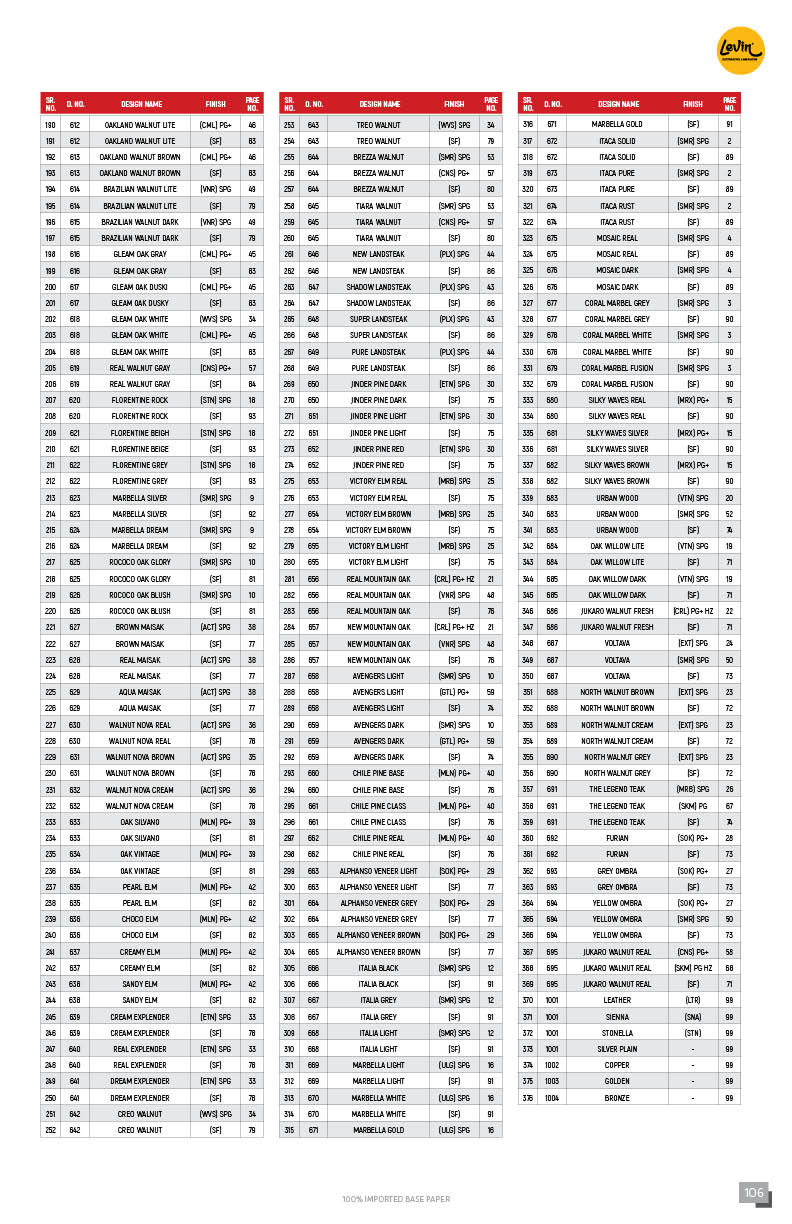 Levin
DECORATIVE LAMINATES
SR. NO. D. NO. DESIGN NAME FINISH PAGE NO.
190 612 OAKLAND WALNUT LITE (CML) PG+ 46
191 612 OAKLAND WALNUT LITE (SF) 83
192 613 OAKLAND WALNUT BROWN (CML) PG+ 46
193 613 OAKLAND WALNUT BROWN (SF) 83
194 614 BRAZILIAN WALNUT LITE (VNR) SPG 49
195 614 BRAZILIAN WALNUT LITE (SF) 79
196 615 BRAZILIAN WALNUT DARK (VNR) SPG 49
197 615 BRAZILIAN WALNUT DARK (SF) 79
198 616 GLEAM OAK GRAY (CML) PG+ 45
199 616 GLEAM OAK GRAY (SF) 83
200 617 GLEAM OAK DUSKI (CML) PG+ 45
201 617 GLEAM OAK DUSKY (SF) 83
202 618 GLEAM OAK WHITE (WVS) SPG 34
203 618 GLEAM OAK WHITE (CML) PG+ 45
204 618 GLEAM OAK WHITE (SF) 83
205 619 REAL WALNUT GRAY (CNS) PG+ 57
206 619 REAL WALNUT GRAY (SF) 84
207 620 FLORENTINE ROCK (STN) SPG 18
208 620 FLORENTINE ROCK (SF) 93
209 621 FLORENTINE BEIGH (STN) SPG 18
210 621 FLORENTINE BEIGE (SF) 93
211 622 FLORENTINE GREY (STN) SPG 18
212 622 FLORENTINE GREY (SF) 93
213 623 MARBELLA SILVER (SMR) SPG 9
214 623 MARBELLA SILVER (SF) 92
215 624 MARBELLA DREAM (SMR) SPG 9
216 624 MARBELLA DREAM (SF) 92
217 625 ROCOCO OAK GLORY (SMR) SPG 10
218 625 ROCOCO OAK GLORY (SF) 81
219 626 ROCOCO OAK BLUSH (SMR) SPG 10
220 626 ROCOCO OAK BLUSH (SF) 81
221 627 BROWN MAISAK (ACT) SPG 38
222 627 BROWN MAISAK (SF) 77
223 628 REAL MAISAK (ACT) SPG 38
224 628 REAL MAISAK (SF) 77
225 629 AQUA MAISAK (ACT) SPG 38
226 629 AQUA MAISAK (SF) 77
227 630 WALNUT NOVA REAL (ACT) SPG 36
228 630 WALNUT NOVA REAL (SF) 78
229 631 WALNUT NOVA BROWN (ACT) SPG 35
230 631 WALNUT NOVA BROWN (SF) 78
231 632 WALNUT NOVA CREAM (ACT) SPG 36
232 632 WALNUT NOVA CREAM (SF) 78
233 633 OAK SILVANO (MLN) PG+ 39
234 633 OAK SILVANO (SF) 81
235 634 OAK VINTAGE (MLN) PG+ 39
236 634 OAK VINTAGE (SF) 81
237 635 PEARL ELM (MLN) PG+ 42
238 635 PEARL ELM (SF) 82
239 636 CHOCO ELM (MLN) PG+ 42
240 636 CHOCO ELM (SF) 82
241 637 CREAMY ELM (MLN) PG+ 42
242 637 CREAMY ELM (SF) 82
243 638 SANDY ELM (MLN) PG+ 42
244 638 SANDY ELM (SF) 82
245 639 CREAM EXPLENDER (ETN) SPG 33
246 639 CREAM EXPLENDER (SF) 78
247 640 REAL EXPLENDER (ETN) SPG 33
248 640 REAL EXPLENDER (SF) 78
249 641 DREAM EXPLENDER (ETN) SPG 33
250 641 DREAM EXPLENDER (SF) 78
251 642 CREO WALNUT (WVS) SPG 34
252 642 CREO WALNUT (SF) 79
SR. NO. D. NO. DESIGN NAME FINISH PAGE NO.
253 643 TREO WALNUT (WVS) SPG 34
254 643 TREO WALNUT (SF) 79
255 644 BREZZA WALNUT (SMR) SPG 53
256 644 BREZZA WALNUT (CNS) PG+ 57
257 644 BREZZA WALNUT (SF) 80
258 645 TIARA WALNUT (SMR) SPG 53
259 645 TIARA WALNUT (CNS) PG+ 57
260 645 TIARA WALNUT (SF) 80
261 646 NEW LANDSTEAK (PLX) SPG 44
262 646 NEW LANDSTEAK (SF) 86
263 647 SHADOW LANDSTEAK (PLX) SPG 43
264 647 SHADOW LANDSTEAK (SF) 86
265 648 SUPER LANDSTEAK (PLX) SPG 43
266 648 SUPER LANDSTEAK (SF) 86
267 649 PURE LANDSTEAK (PLX) SPG 44
268 649 PURE LANDSTEAK (SF) 86
269 650 JINDER PINE DARK (ETN) SPG 30
270 650 JINDER PINE DARK (SF) 75
271 651 JINDER PINE LIGHT (ETN) SPG 30
272 651 JINDER PINE LIGHT (SF) 75
273 652 JINDER PINE RED (ETN) SPG 30
274 652 JINDER PINE RED (SF) 75
275 653 VICTORY ELM REAL (MRB) SPG 25
276 653 VICTORY ELM REAL (SF) 75
277 654 VICTORY ELM BROWN (MRB) SPG 25
278 654 VICTORY ELM BROWN (SF) 75
279 655 VICTORY ELM LIGHT (MRB) SPG 25
280 655 VICTORY ELM LIGHT (SF) 75
281 656 REAL MOUNTAIN OAK (CRL) PG+ HZ 21
282 656 REAL MOUNTAIN OAK (VNR) SPG 48
283 656 REAL MOUNTAIN OAK (SF) 76
284 657 NEW MOUNTAIN OAK (CRL) PG+ HZ 21
285 657 NEW MOUNTAIN OAK (VNR) SPG 48
286 657 NEW MOUNTAIN OAK (SF) 76
287 658 AVENGERS LIGHT (SMR) SPG 10
288 658 AVENGERS LIGHT (GTL) PG+ 59
289 658 AVENGERS LIGHT (SF) 74
290 659 AVENGERS DARK (SMR) SPG 10
291 659 AVENGERS DARK (GTL) PG+ 59
292 659 AVENGERS DARK (SF) 74
293 660 CHILE PINE BASE (MLN) PG+ 40
294 660 CHILE PINE BASE (SF) 76
295 661 CHILE PINE CLASS (MLN) PG+ 40
296 661 CHILE PINE CLASS (SF) 76
297 662 CHILE PINE REAL (MLN) PG+ 40
298 662 CHILE PINE REAL (SF) 76
299 663 ALPHANSO VENEER LIGHT (SOK) PG+ 29
300 663 ALPHANSO VENEER LIGHT (SF) 77
301 664 ALPHANSO VENEER GREY (SOK) PG+ 29
302 664 ALPHANSO VENEER GREY (SF) 77
303 665 ALPHANSO VENEER BROWN (SOK) PG+ 29
304 665 ALPHANSO VENEER BROWN (SF) 77
305 666 ITALIA BLACK (SMR) SPG 12
306 666 ITALIA BLACK (SF) 91
307 667 ITALIA GREY (SMR) SPG 12
308 667 ITALIA GREY (SF) 91
309 668 ITALIA LIGHT (SMR) SPG 12
310 668 ITALIA LIGHT (SF) 91
311 669 MARBELLA LIGHT (ULG) SPG 16
312 669 MARBELLA LIGHT (SF) 91
313 670 MARBELLA WHITE (ULG) SPG 16
314 670 MARBELLA WHITE (SF) 91
315 671 MARBELLA GOLD (ULG) SPG 16
SR. NO. D. NO. DESIGN NAME FINISH PAGE NO.
316 671 MARBELLA GOLD (SF) 91
317 672 ITACA SOLID (SMR) SPG 2
318 672 ITACA SOLID (SF) 89
319 673 ITACA PURE (SMR) SPG 2
320 673 ITACA PURE (SF) 89
321 674 ITACA RUST (SMR) SPG 2
322 674 ITACA RUST (SF) 89
323 675 MOSAIC REAL (SMR) SPG 4
324 675 MOSAIC REAL (SF) 89
325 676 MOSAIC DARK (SMR) SPG 4
326 676 MOSAIC DARK (SF) 89
327 677 CORAL MARBEL GREY (SMR) SPG 3
328 677 CORAL MARBEL GREY (SF) 90
329 678 CORAL MARBEL WHITE (SMR) SPG 3
330 678 CORAL MARBEL WHITE (SF) 90
331 679 CORAL MARBEL FUSION (SMR) SPG 3
332 679 CORAL MARBEL FUSION (SF) 90
333 680 SILKY WAVES REAL (MRX) PG+ 15
334 680 SILKY WAVES REAL (SF) 90
335 681 SILKY WAVES SILVER (MRX) PG+ 15
336 681 SILKY WAVES SILVER (SF) 90
337 682 SILKY WAVES BROWN (MRX) PG+ 15
338 682 SILKY WAVES BROWN (SF) 90
339 683 URBAN WOOD (VTN) SPG 20
340 683 URBAN WOOD (SMR) SPG 52
341 683 URBAN WOOD (SF) 74
342 684 OAK WILLOW LITE (VTN) SPG 19
343 684 OAK WILLOW LITE (SF) 71
344 685 OAK WILLOW DARK (VTN) SPG 19
345 685 OAK WILLOW DARK (SF) 71
346 686 JUKARO WALNUT FRESH (CRL) PG+ HZ 22
347 686 JUKARO WALNUT FRESH (SF) 71
348 687 VOLTAVA (EXT) SPG 24
349 687 VOLTAVA (SMR) SPG 50
350 687 VOLTAVA (SF) 73
351 688 NORTH WALNUT BROWN (EXT) SPG 23
352 688 NORTH WALNUT BROWN (SF) 72
353 689 NORTH WALNUT CREAM (EXT) SPG 23
354 689 NORTH WALNUT CREAM (SF) 72
355 690 NORTH WALNUT GREY (EXT) SPG 23
356 690 NORTH WALNUT GREY (SF) 72
357 691 THE LEGEND TEAK (MRB) SPG 26
358 691 THE LEGEND TEAK (SKM) PG 67
359 691 THE LEGEND TEAK (SF) 74
360 692 FURIAN (SOK) PG+ 28
361 692 FURIAN (SF) 73
362 693 GREY OMBRA (SOK) PG+ 27
363 693 GREY OMBRA (SF) 73
364 694 YELLOW OMBRA (SOK) PG+ 27
365 694 YELLOW OMBRA (SMR) SPG 50
366 694 YELLOW OMBRA (SF) 73
367 695 JUKARO WALNUT REAL (CNS) PG+ 58
368 695 JUKARO WALNUT REAL (SKM) PG HZ 68
369 695 JUKARO WALNUT REAL (SF) 71
370 1001 LEATHER (LTR) 99
371 1001 SIENNA (SNA) 99
372 1001 STONELLA (STN) 99
373 1001 SILVER PLAIN - 99
374 1002 COPPER - 99
375 1003 GOLDEN - 99
376 1004 BRONZE - 99
100% IMPORTED BASE PAPER
106